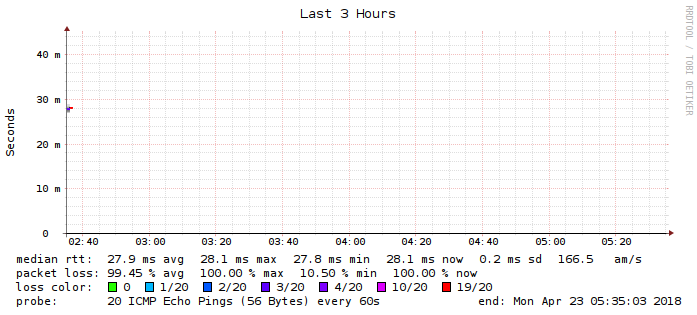 Last 3 Hours
RRDTOOL / TOBI OETIKER
Seconds
40 m
30 m
20 m
10 m
0
02:40 03:00 03:20 03:40 04:00 04:20 04:40 05:00 05:20
median rtt: 27.9 ms avg 28.1 ms max 27.8 ms min 28.1 ms now 0.2 ms sd 166.5 am/s
packet loss: 99.45 % avg 100.00 % max 10.50 % min 100.00 % now
loss color: 0 1/20 2/20 3/20 4/20 10/20 19/20
probe: 20 ICMP Echo Pings (56 Bytes) every 60s end: Mon Apr 23 05:35:03 2018